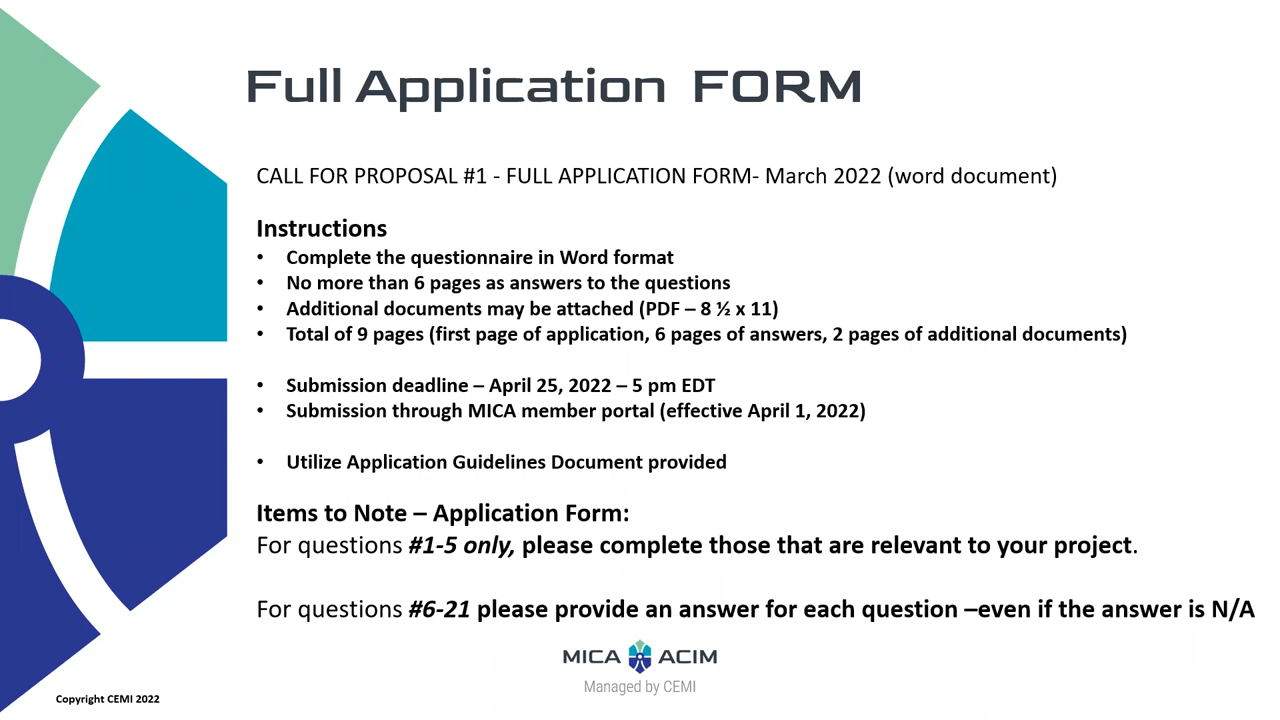 Full Application FORM
CALL FOR PROPOSAL #1 - FULL APPLICATION FORM- March 2022 (word document)
Instructions
• Complete the questionnaire in Word format
• No more than 6 pages as answers to the questions
• Additional documents may be attached (PDF – 8 ½ x 11)
• Total of 9 pages (first page of application, 6 pages of answers, 2 pages of additional documents)
• Submission deadline – April 25, 2022 – 5 pm EDT
• Submission through MICA member portal (effective April 1, 2022)
• Utilize Application Guidelines Document provided
Items to Note – Application Form:
For questions #1-5 only, please complete those that are relevant to your project.
For questions #6-21 please provide an answer for each question –even if the answer is N/A
MICA ACIM
Managed by CEMI
Copyright CEMI 2022